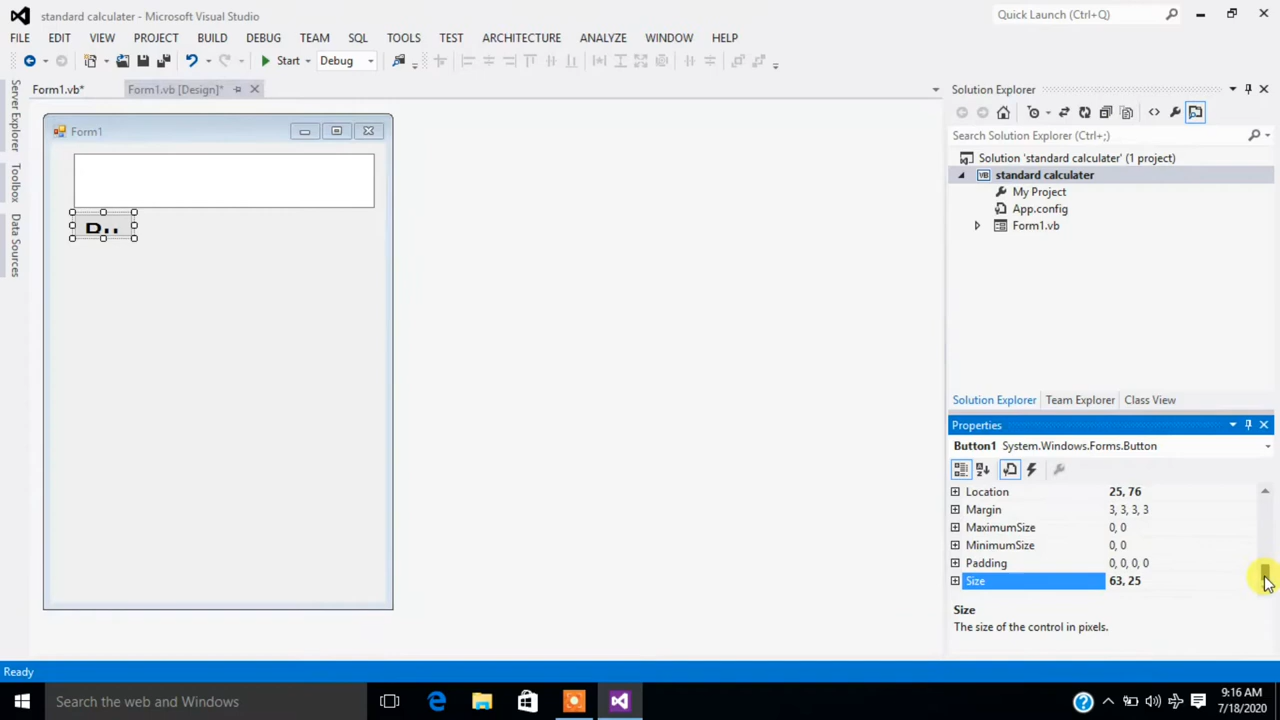 standard calculater - Microsoft Visual Studio
Quick Launch (Ctrl+Q)
FILE EDIT VIEW PROJECT BUILD DEBUG TEAM SQL TOOLS TEST ARCHITECTURE ANALYZE WINDOW HELP
Start Debug
Server Explorer
Toolbox
Data Sources
Form1.vb* Form1.vb [Design]*
Form1
Solution Explorer
Search Solution Explorer (Ctrl+;)
Solution 'standard calculater' (1 project)
VB standard calculater
My Project
App.config
Form1.vb
Solution Explorer Team Explorer Class View
Properties
Button1 System.Windows.Forms.Button
Location 25, 76
Margin 3, 3, 3, 3
MaximumSize 0, 0
MinimumSize 0, 0
Padding 0, 0, 0, 0
Size 63, 25
Size
The size of the control in pixels.
Ready
Search the web and Windows
9:16 AM
7/18/2020